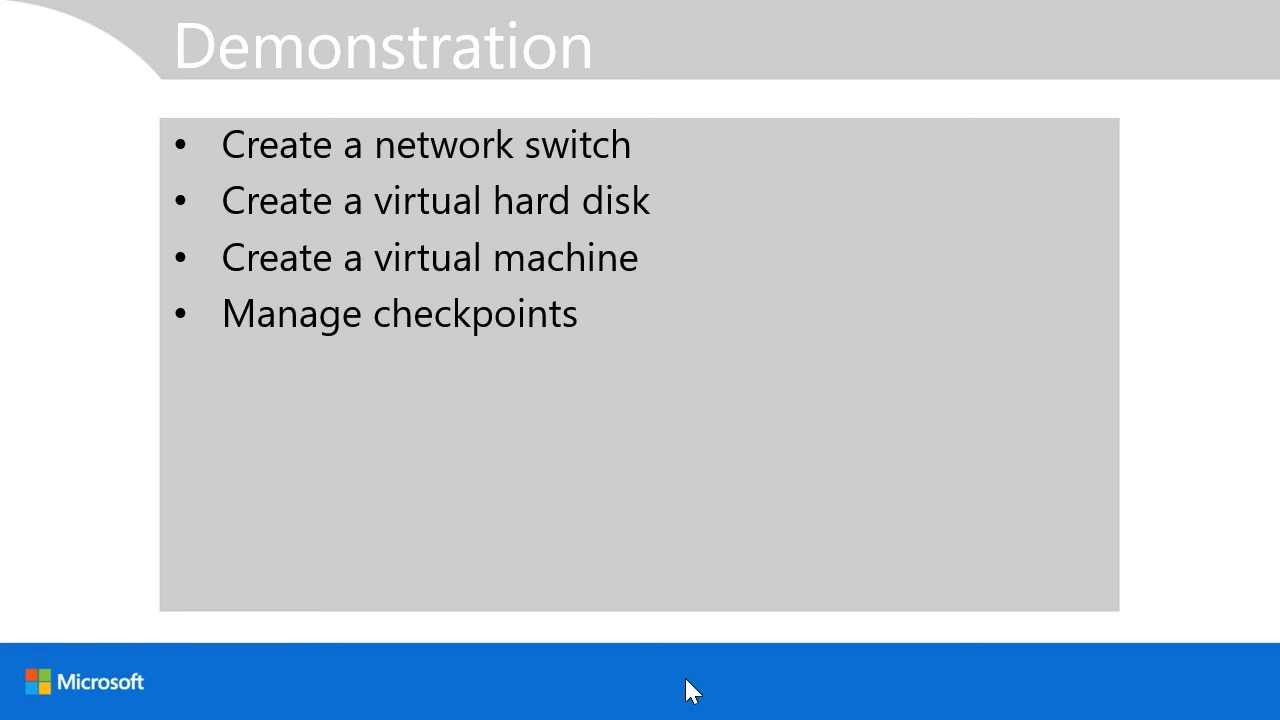 Demonstration
• Create a network switch
• Create a virtual hard disk
• Create a virtual machine
• Manage checkpoints
Microsoft